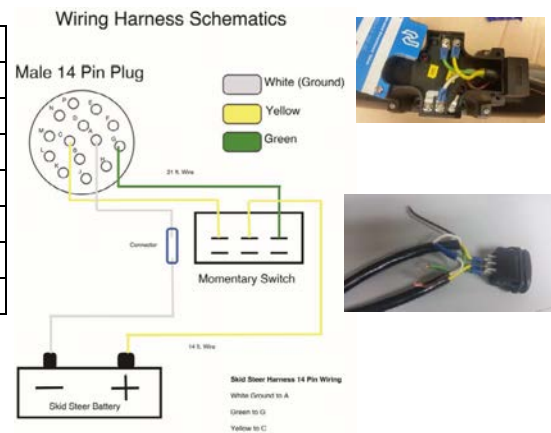 Wiring Harness Schematics
Male 14 Pin Plug
White (Ground)
Yellow
Green
P
E
N
D
F
M
C
A
G
L
B
K
H
J
21 ft. Wire
Connector
Momentary Switch
14 ft. Wire
Skid Steer Battery
Skid Steer Harness 14 Pin Wiring
White Ground to A
Green to G
Yellow to C